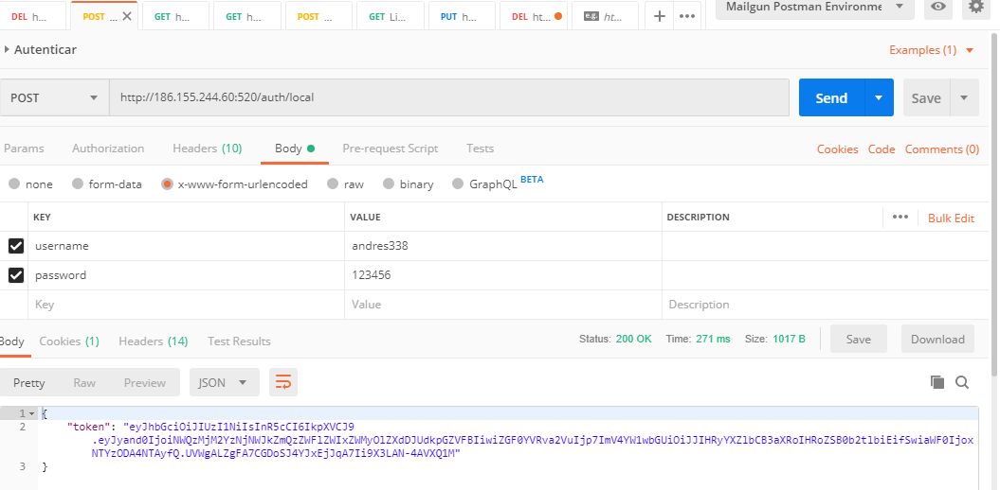 DEL h... POST ... GET h... GET h... POST ... GET Li... PUT h... DEL ht... e.g. ht... Mailgun Postman Environme
Autenticar Examples (1)
POST http://186.155.244.60:520/auth/local Send Save
Params Authorization Headers (10) Body Pre-request Script Tests Cookies Code Comments (0)
none form-data x-www-form-urlencoded raw binary GraphQL BETA
KEY VALUE DESCRIPTION Bulk Edit
username andres338
password 123456
Key Value Description
Body Cookies (1) Headers (14) Test Results Status: 200 OK Time: 271 ms Size: 1017 B Save Download
Pretty Raw Preview JSON
1 {
2 "token": "eyJhbGciOiJIUzI1NiIsInR5cCI6IkpXVCJ9
.eyJyand0IjoiNWQzMjM2YzNjNWJkZmQzZWFlZWIxZWMyOlZXdDJUdkpGZVFBIiwiZGF0YVRva2VuIjp7ImV4YW1wbGUiOiJJIHRyYXZlbCB3aXRoIHRoZSB0b2tlbiEifSwiaWF0Ijox
NTYzODA4NTAyfQ.UVWgALZgFA7CGDoSJ4YJxEjJqA7Ii9X3LAN-4AVXQ1M"
3 }